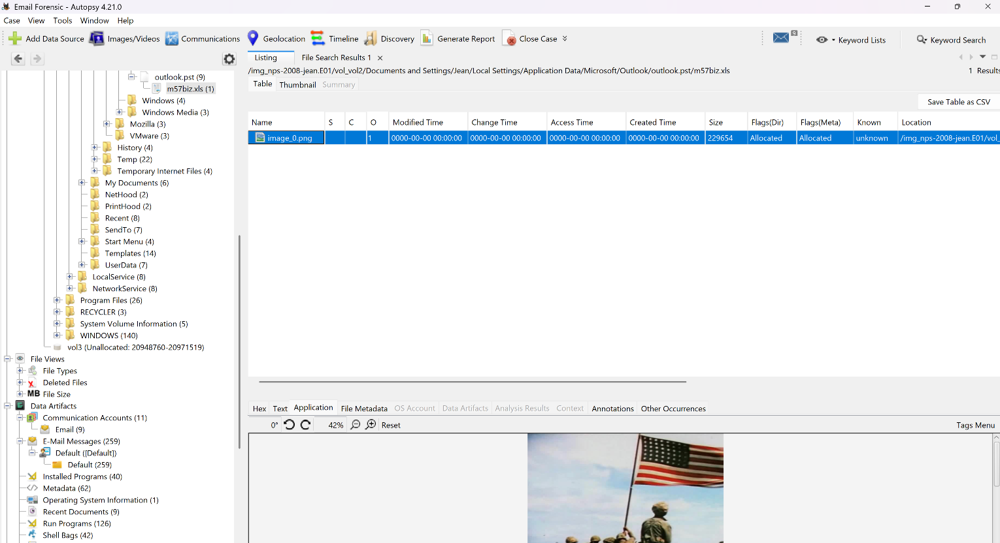 Email Forensic - Autopsy 4.21.0
Case View Tools Window Help
Add Data Source Images/Videos Communications Geolocation Timeline Discovery Generate Report Close Case 9 Keyword Lists Keyword Search
Listing File Search Results 1
/img_nps-2008-jean.E01/vol_vol2/Documents and Settings/Jean/Local Settings/Application Data/Microsoft/Outlook/outlook.pst/m57biz.xls 1 Results
Table Thumbnail Summary
Save Table as CSV
Name S C O Modified Time Change Time Access Time Created Time Size Flags(Dir) Flags(Meta) Known Location
image_0.png 1 0000-00-00 00:00:00 0000-00-00 00:00:00 0000-00-00 00:00:00 0000-00-00 00:00:00 229654 Allocated Allocated unknown /img_nps-2008-jean.E01/vol_
outlook.pst (9)
m57biz.xls (1)
Windows (4)
Windows Media (3)
Mozilla (3)
VMware (3)
History (4)
Temp (22)
Temporary Internet Files (4)
My Documents (6)
NetHood (2)
PrintHood (2)
Recent (8)
SendTo (7)
Start Menu (4)
Templates (14)
UserData (7)
LocalService (8)
NetworkService (8)
Program Files (26)
RECYCLER (3)
System Volume Information (5)
WINDOWS (140)
vol3 (Unallocated: 20948760-20971519)
File Views
File Types
Deleted Files
MB File Size
Data Artifacts
Communication Accounts (11)
Email (9)
E-Mail Messages (259)
Default ([Default])
Default (259)
Installed Programs (40)
Metadata (62)
Operating System Information (1)
Recent Documents (9)
Run Programs (126)
Shell Bags (42)
Hex Text Application File Metadata OS Account Data Artifacts Analysis Results Context Annotations Other Occurrences
0° 42% Reset Tags Menu